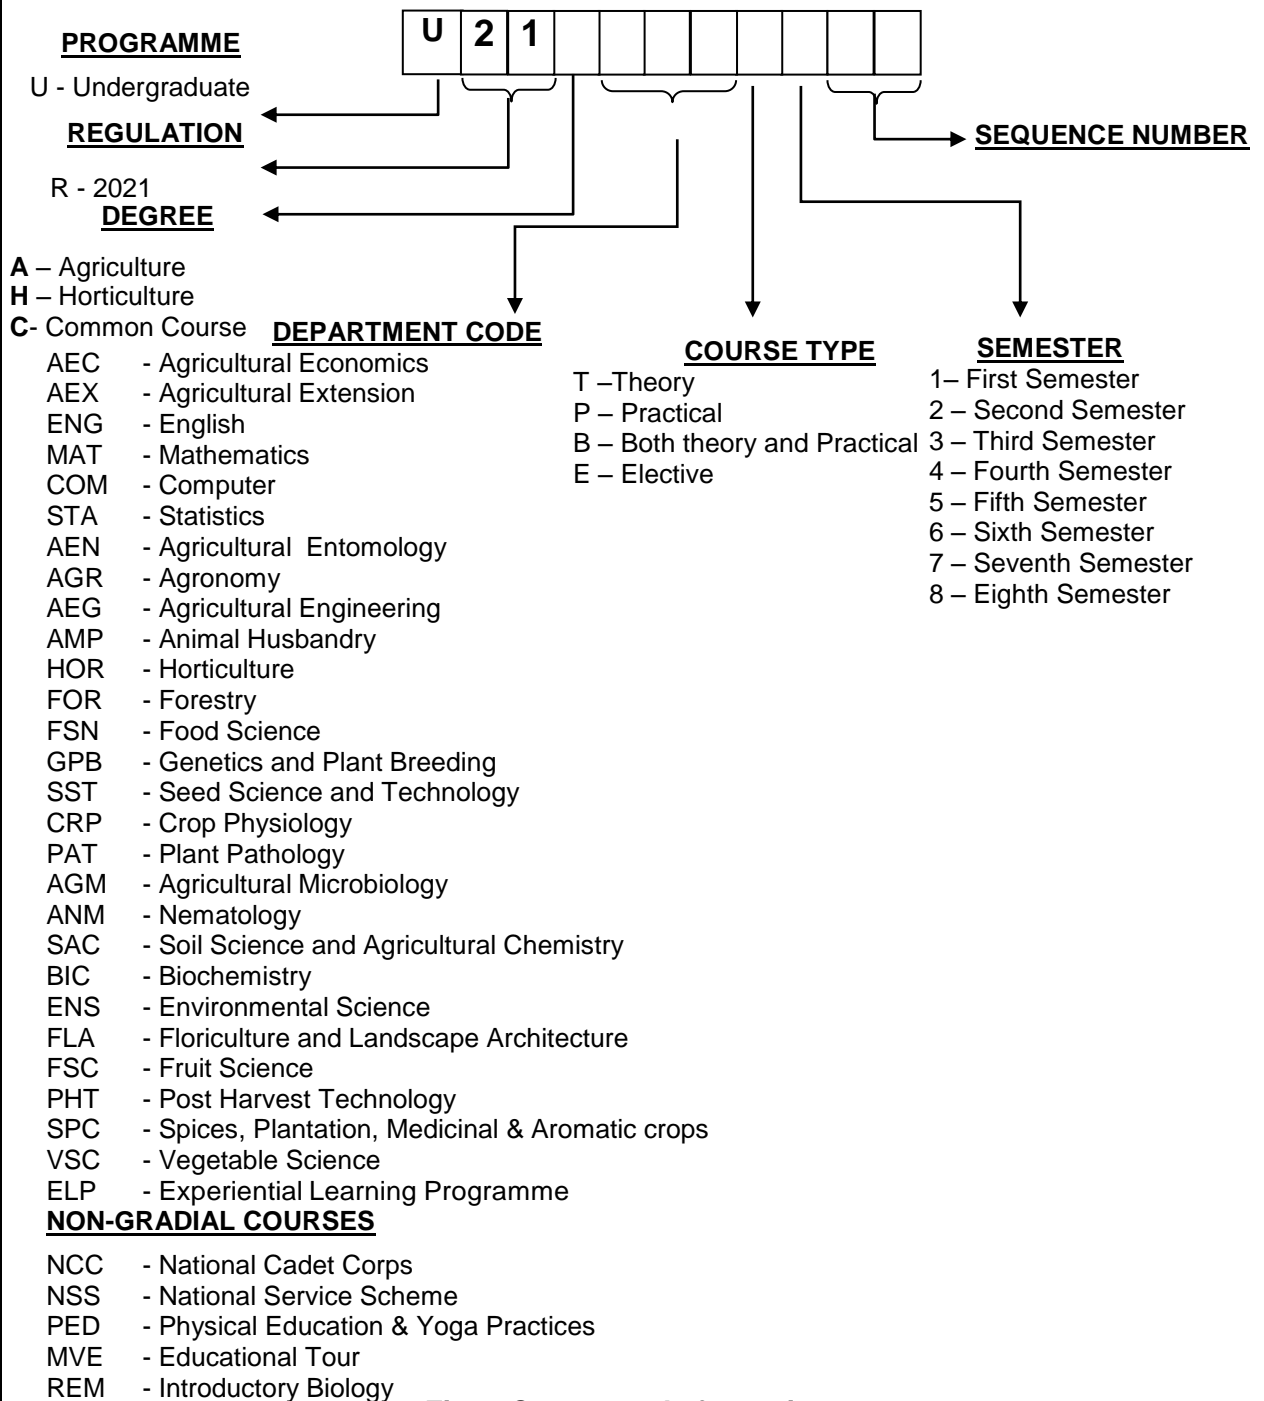 U 2 1
PROGRAMME
U - Undergraduate
REGULATION
SEQUENCE NUMBER
R - 2021
DEGREE
A – Agriculture
H – Horticulture
C- Common Course
DEPARTMENT CODE
AEC - Agricultural Economics
AEX - Agricultural Extension
ENG - English
MAT - Mathematics
COM - Computer
STA - Statistics
AEN - Agricultural Entomology
AGR - Agronomy
AEG - Agricultural Engineering
AMP - Animal Husbandry
HOR - Horticulture
FOR - Forestry
FSN - Food Science
GPB - Genetics and Plant Breeding
SST - Seed Science and Technology
CRP - Crop Physiology
PAT - Plant Pathology
AGM - Agricultural Microbiology
ANM - Nematology
SAC - Soil Science and Agricultural Chemistry
BIC - Biochemistry
ENS - Environmental Science
FLA - Floriculture and Landscape Architecture
FSC - Fruit Science
PHT - Post Harvest Technology
SPC - Spices, Plantation, Medicinal & Aromatic crops
VSC - Vegetable Science
ELP - Experiential Learning Programme
COURSE TYPE
T –Theory
P – Practical
B – Both theory and Practical
E – Elective
SEMESTER
1– First Semester
2 – Second Semester
3 – Third Semester
4 – Fourth Semester
5 – Fifth Semester
6 – Sixth Semester
7 – Seventh Semester
8 – Eighth Semester
NON-GRADIAL COURSES
NCC - National Cadet Corps
NSS - National Service Scheme
PED - Physical Education & Yoga Practices
MVE - Educational Tour
REM - Introductory Biology